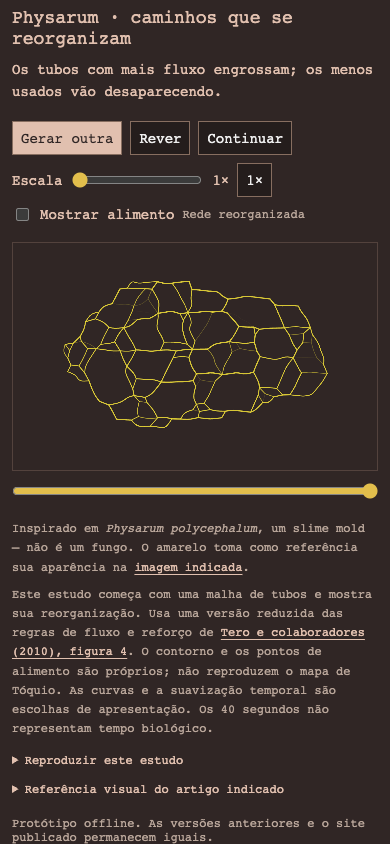 Physarum · caminhos que se
reorganizam
Os tubos com mais fluxo engrossam; os menos
usados vão desaparecendo.
Gerar outra
Rever
Continuar
Escala
1×
1×
Mostrar alimento
Rede reorganizada
Inspirado em Physarum polycephalum, um slime mold
— não é um fungo. O amarelo toma como referência
sua aparência na imagem indicada.
Este estudo começa com uma malha de tubos e mostra
sua reorganização. Usa uma versão reduzida das
regras de fluxo e reforço de Tero e colaboradores
(2010), figura 4. O contorno e os pontos de
alimento são próprios; não reproduzem o mapa de
Tóquio. As curvas e a suavização temporal são
escolhas de apresentação. Os 40 segundos não
representam tempo biológico.
Reproduzir este estudo
Referência visual do artigo indicado
Protótipo offline. As versões anteriores e o site
publicado permanecem iguais.